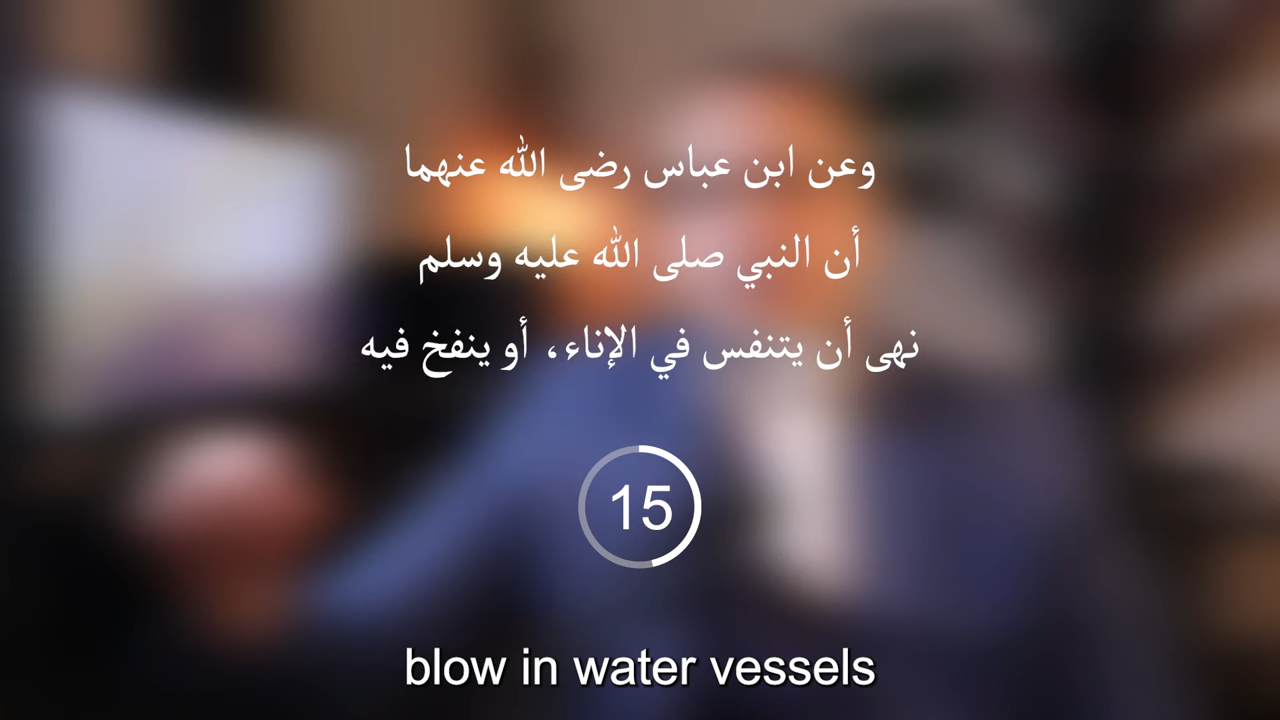 وعن ابن عباس رضى الله عنهما
أن النبي صلى الله عليه وسلم
نهى أن يتنفس في الإناء، أو ينفخ فيه
15
blow in water vessels